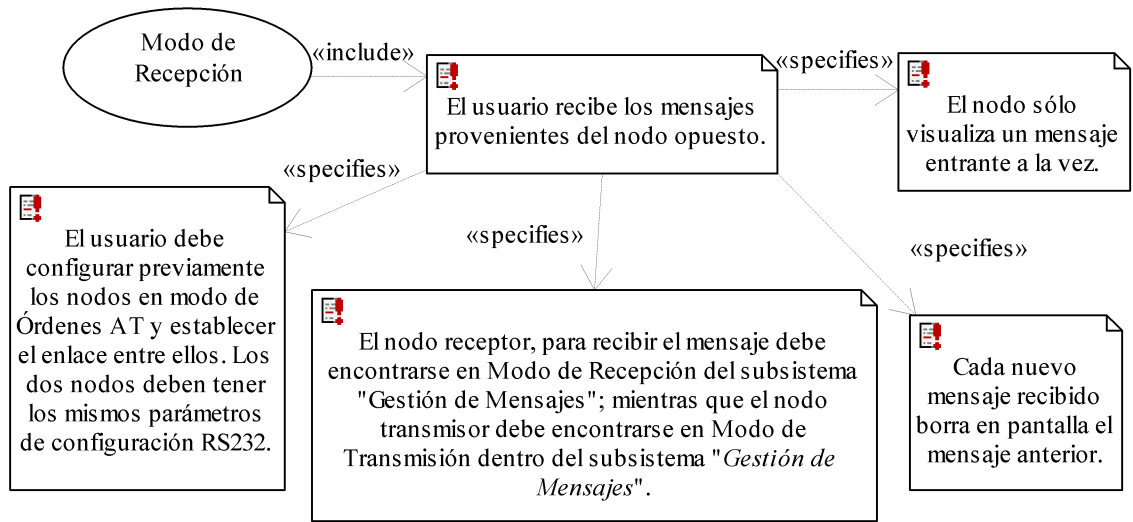 Modo de
Recepción
«include»
El usuario recibe los mensajes
provenientes del nodo opuesto.
«specifies»
El nodo sólo
visualiza un mensaje
entrante a la vez.
«specifies»
El usuario debe
configurar previamente
los nodos en modo de
Órdenes AT y establecer
el enlace entre ellos. Los
dos nodos deben tener
los mismos parámetros
de configuración RS232.
«specifies»
El nodo receptor, para recibir el mensaje debe
encontrarse en Modo de Recepción del subsistema
"Gestión de Mensajes"; mientras que el nodo
transmisor debe encontrarse en Modo de
Transmisión dentro del subsistema "Gestión de
Mensajes".
«specifies»
Cada nuevo
mensaje recibido
borra en pantalla el
mensaje anterior.